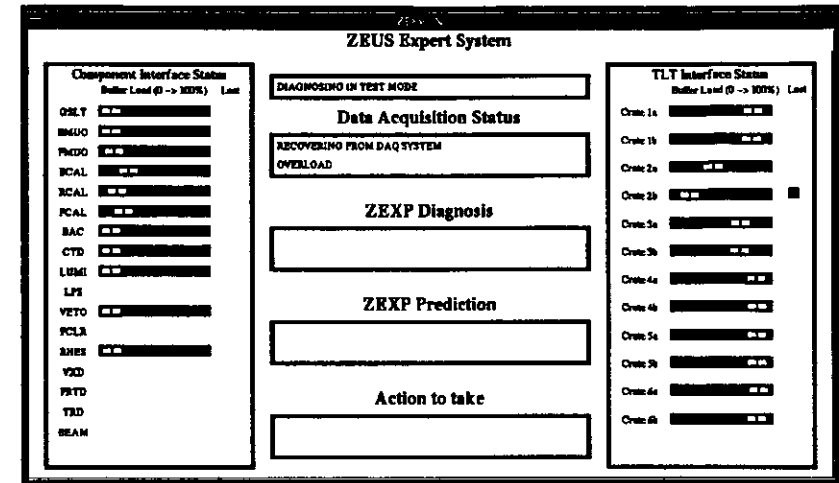 ZEUS Expert System
Component Interface Status
Buffer Load (0 -> 100%) Last
GSLT
BMUO
FMUO
BCAL
RCAL
FCAL
BAC
CTD
LUMI
LPS
VETO
FCLR
RHES
VXD
FRTD
TRD
BEAM
DIAGNOSING IN TEST MODE
Data Acquisition Status
RECOVERING FROM DAQ SYSTEM
OVERLOAD
ZEXP Diagnosis
ZEXP Prediction
Action to take
TLT Interface Status
Buffer Load (0 -> 100%) Last
Crate 1a
Crate 1b
Crate 2a
Crate 2b
Crate 3a
Crate 3b
Crate 4a
Crate 4b
Crate 5a
Crate 5b
Crate 6a
Crate 6b